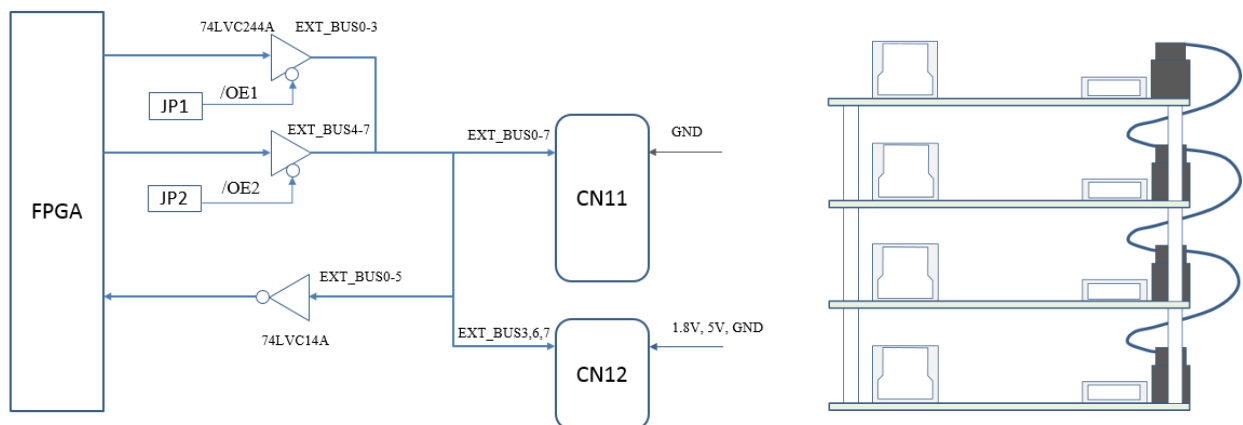 74LVC244A
EXT_BUS0-3
/OE1
JP1
EXT_BUS4-7
/OE2
JP2
FPGA
EXT_BUS0-7
GND
CN11
EXT_BUS0-5
74LVC14A
EXT_BUS3,6,7
1.8V, 5V, GND
CN12